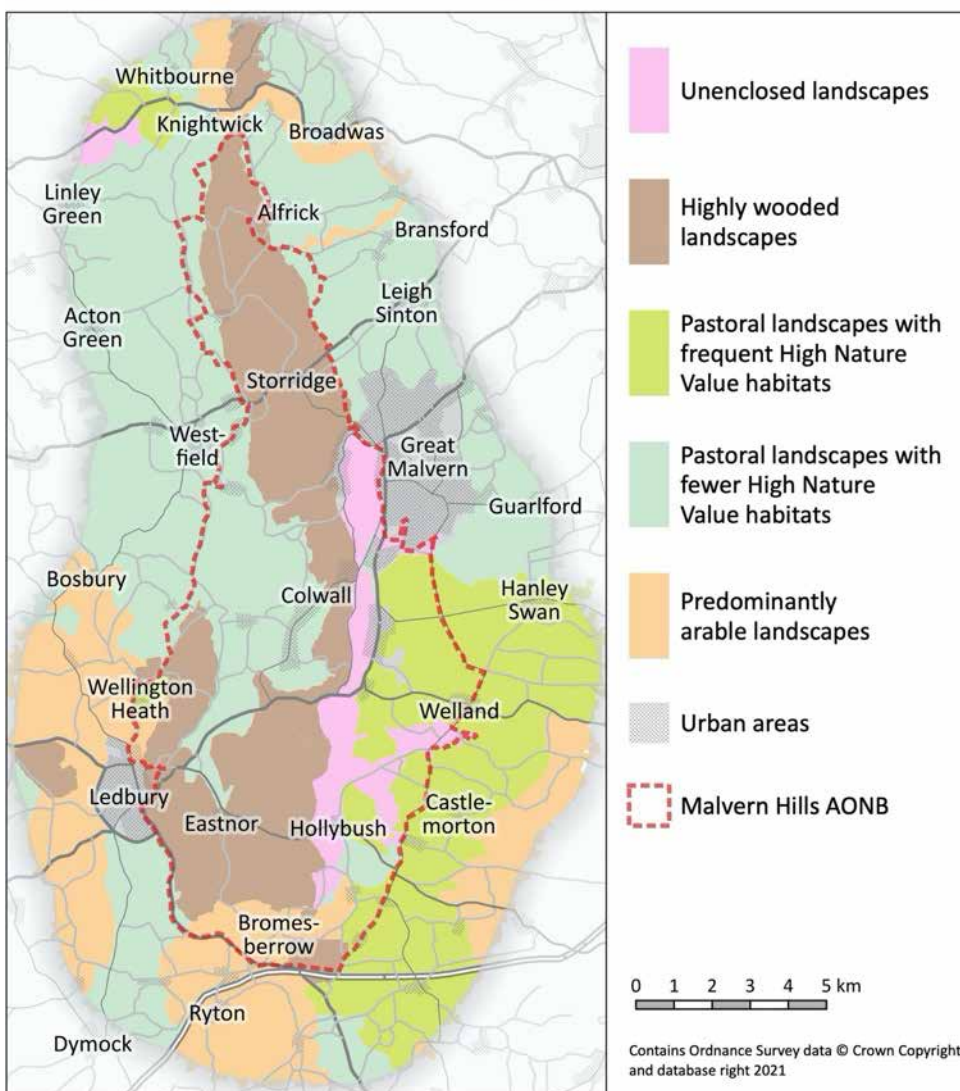 Whitbourne
Knightwick
Broadwas
Linley
Green
Alfrick
Bransford
Acton
Green
Leigh
Sinton
Storridge
West-
field
Great
Malvern
Guarlford
Bosbury
Colwall
Hanley
Swan
Wellington
Heath
Welland
Ledbury
Eastnor
Hollybush
Castle-
morton
Bromes-
berrow
Ryton
Dymock
Unenclosed landscapes
Highly wooded
landscapes
Pastoral landscapes with
frequent High Nature
Value habitats
Pastoral landscapes with
fewer High Nature
Value habitats
Predominantly
arable landscapes
Urban areas
Malvern Hills AONB
0 1 2 3 4 5 km
Contains Ordnance Survey data © Crown Copyright
and database right 2021